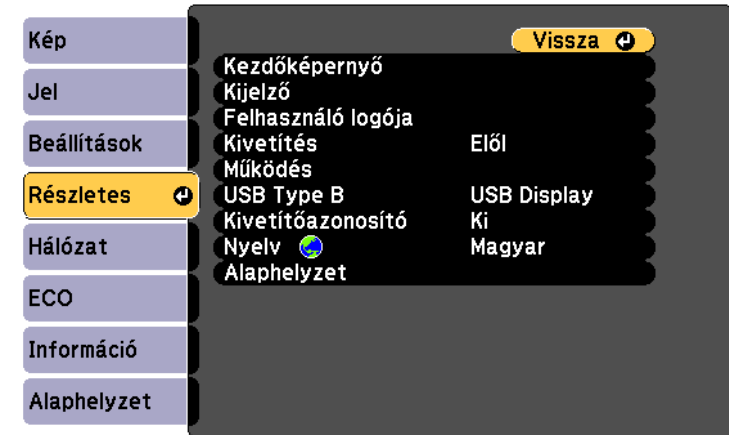 Kép
Jel
Beállítások
Részletes
Hálózat
ECO
Információ
Alaphelyzet
Vissza
Kezdőképernyő
Kijelző
Felhasználó logója
Kivetítés Elől
Működés
USB Type B USB Display
Kivetítőazonosító Ki
Nyelv Magyar
Alaphelyzet